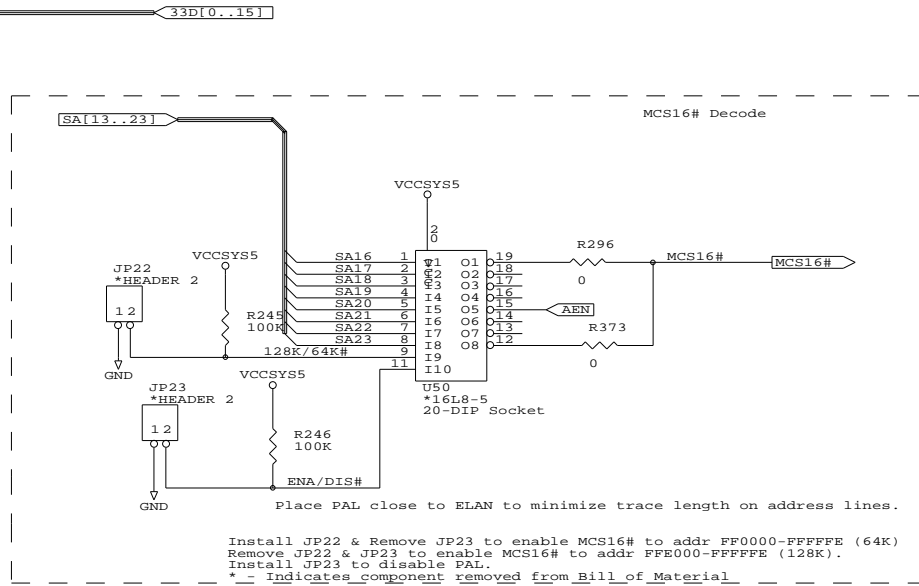 33D[0..15]
MCS16# Decode
SA[13..23]
VCCSYS5
20
R296
0
MCS16#
MCS16#
JP22
*HEADER 2
1 2
GND
VCCSYS5
R245
100K
SA16 1 I1 O1 19
SA17 2 I2 O2 18
SA18 3 I3 O3 17
SA19 4 I4 O4 16
SA20 5 I5 O5 15 AEN
SA21 6 I6 O6 14
SA22 7 I7 O7 13
SA23 8 I8 O8 12
128K/64K# 9 I9
11 I10
VCC
R373
0
U50
*16L8-5
20-DIP Socket
JP23
*HEADER 2
1 2
GND
VCCSYS5
R246
100K
ENA/DIS#
Place PAL close to ELAN to minimize trace length on address lines.
Install JP22 & Remove JP23 to enable MCS16# to addr FF0000-FFFFFE (64K)
Remove JP22 & JP23 to enable MCS16# to addr FFE000-FFFFFE (128K).
Install JP23 to disable PAL.
* - Indicates component removed from Bill of Material